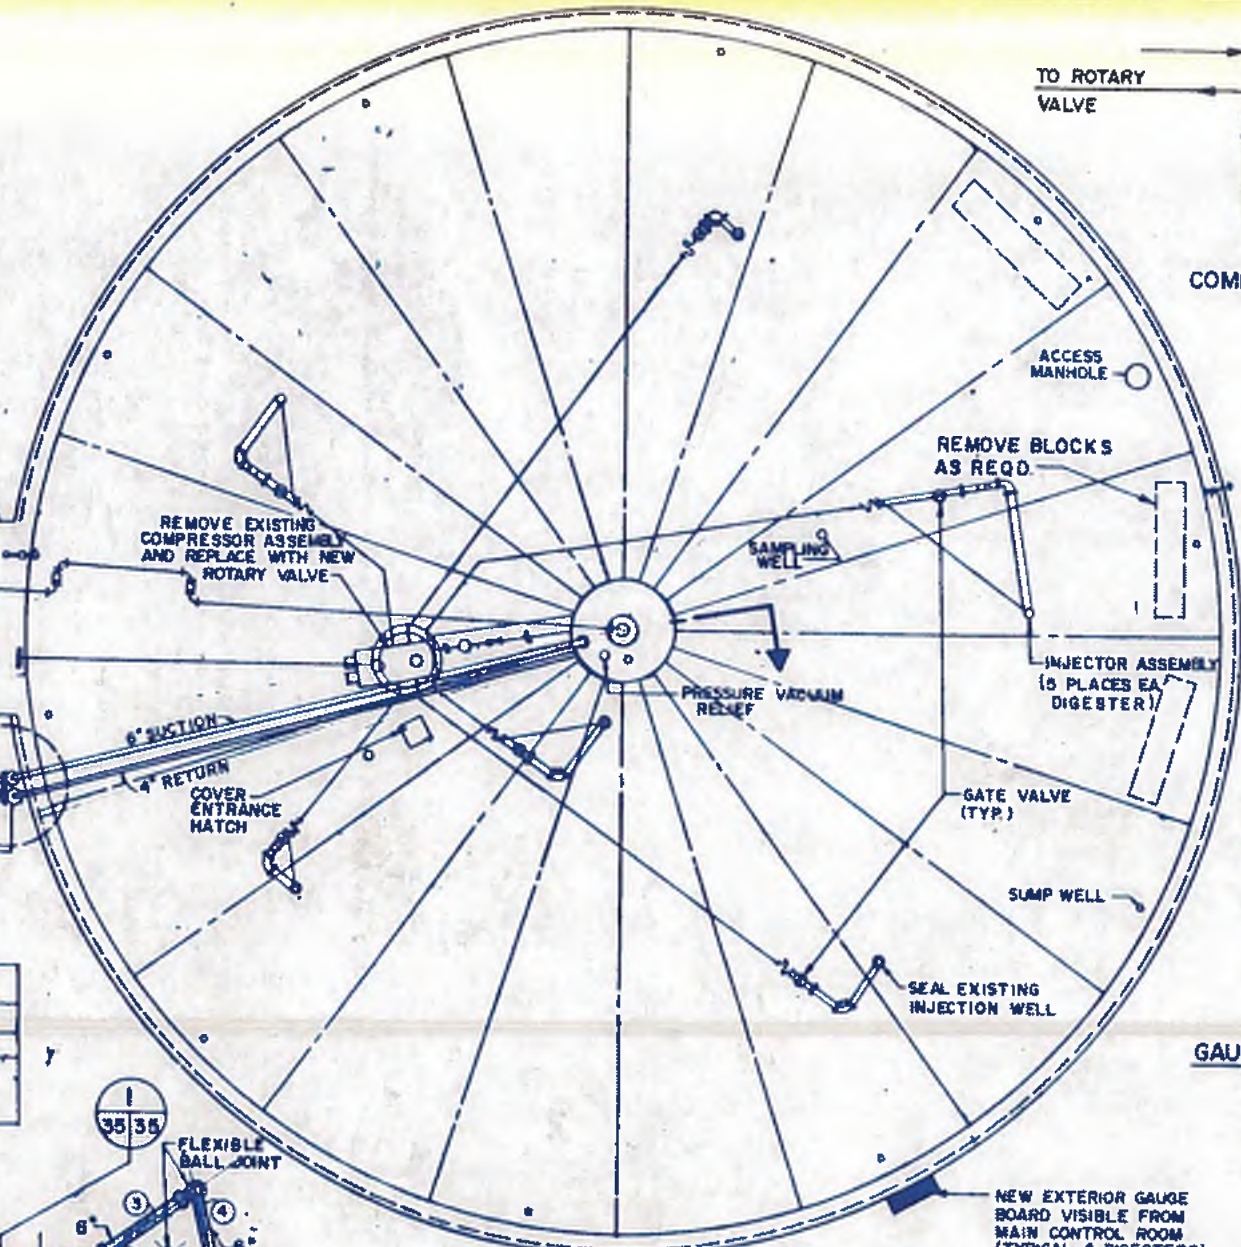 TO ROTARY
VALVE
COM
ACCESS
MANHOLE
REMOVE BLOCKS
AS REQD.
REMOVE EXISTING
COMPRESSOR ASSEMBLY
AND REPLACE WITH NEW
ROTARY VALVE
SAMPLING
WELL
INJECTOR ASSEMBLY
(5 PLACES EA.
DIGESTER)
PRESSURE VACUUM
RELIEF
6" SUCTION
4" RETURN
COVER
ENTRANCE
HATCH
GATE VALVE
(TYP.)
SUMP WELL
SEAL EXISTING
INJECTION WELL
GAU
1
35 35
FLEXIBLE
BALL JOINT
3
4
6"
6"
NEW EXTERIOR GAUGE
BOARD VISIBLE FROM
MAIN CONTROL ROOM